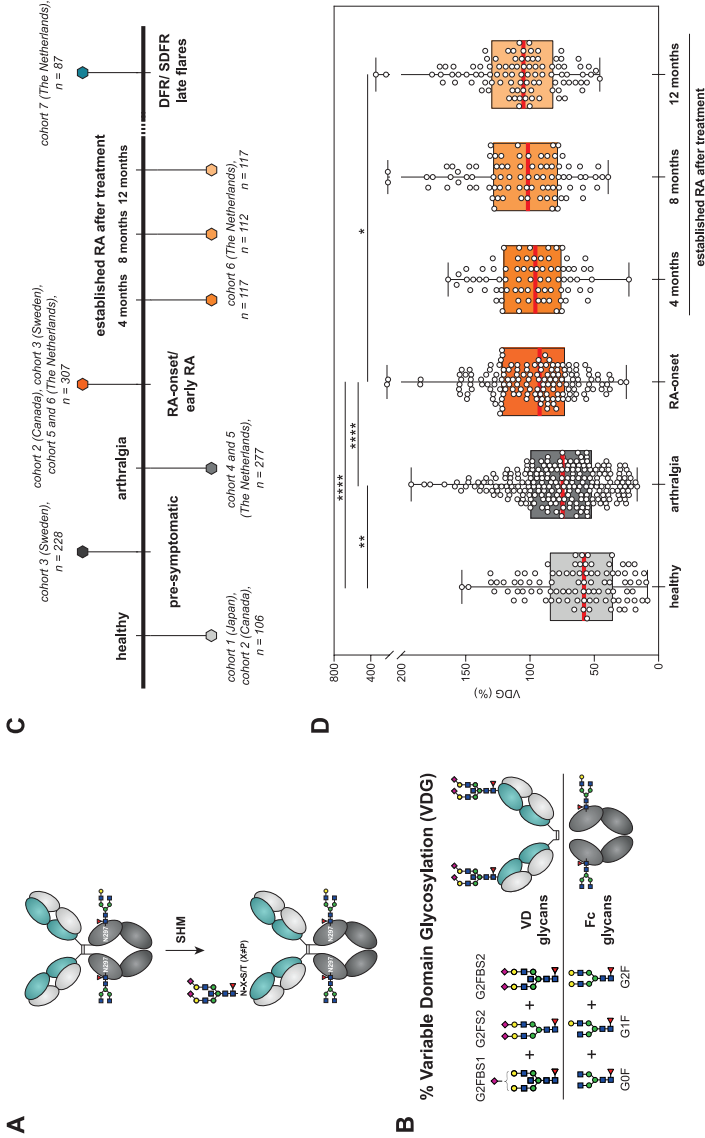 A
N297
N297
SHM
N-X-S/T (X≠P)
N297
N297
B
% Variable Domain Glycosylation (VDG)
G2FBS1
G2FS2
G2FBS2
+
+
VD
glycans
Fc
glycans
+
+
G0F
G1F
G2F
C
cohort 3 (Sweden),
n = 228
cohort 2 (Canada), cohort 3 (Sweden),
cohort 5 and 6 (The Netherlands),
n = 307
cohort 7 (The Netherlands),
n = 87
healthy
arthralgia
established RA after treatment
4 months
8 months
12 months
pre-symptomatic
RA-onset/
early RA
DFR/ SDFR
late flares
cohort 1 (Japan),
cohort 2 (Canada),
n = 106
cohort 4 and 5
(The Netherlands),
n = 277
cohort 6 (The Netherlands),
n = 117
n = 112
n = 117
D
VDG (%)
800
400
200
150
100
50
0
****
**
****
*
healthy
arthralgia
RA-onset
4 months
8 months
12 months
established RA after treatment